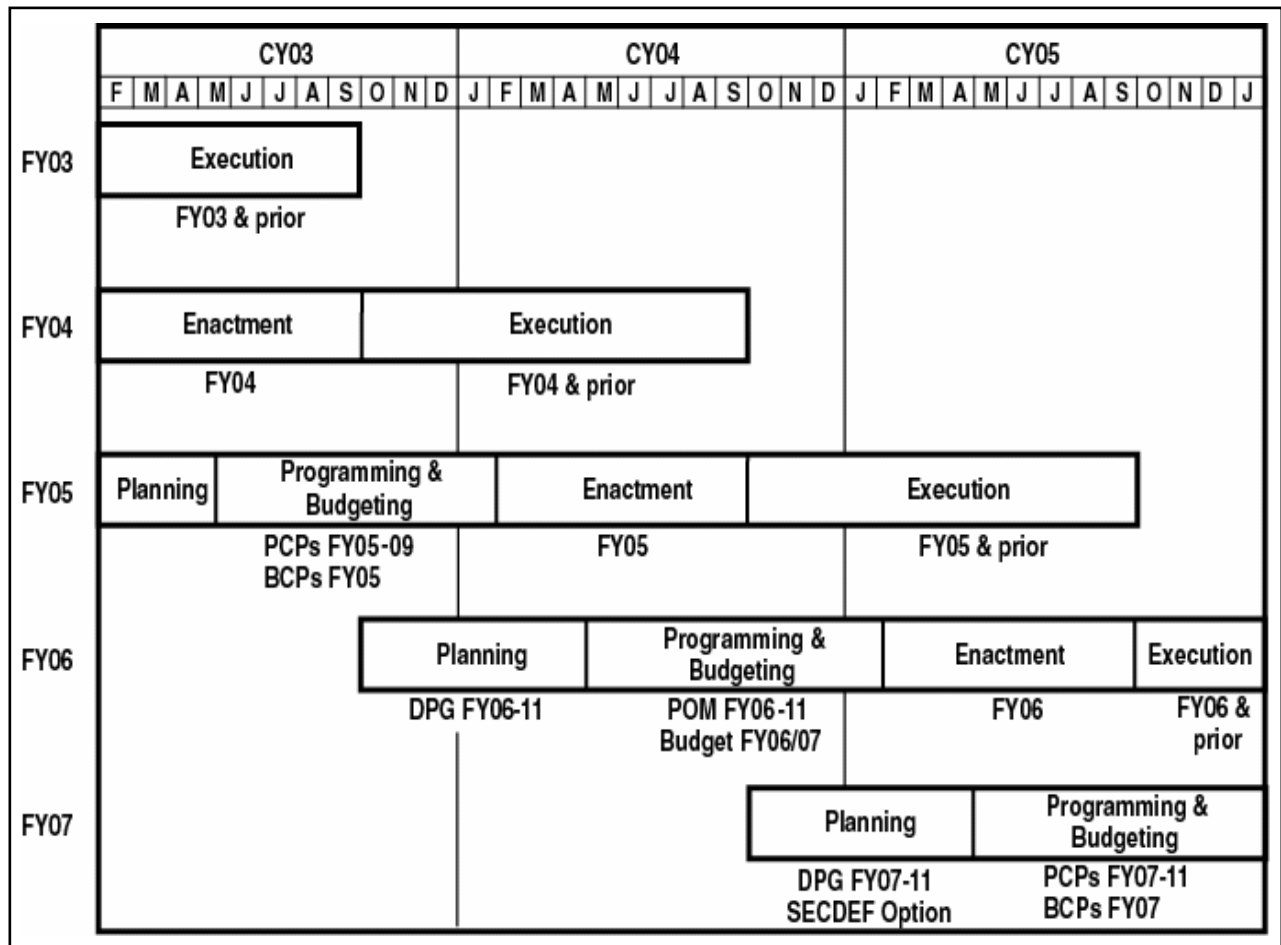 CY03 CY04 CY05
F M A M J J A S O N D J F M A M J J A S O N D J F M A M J J A S O N D J
FY03
Execution
FY03 & prior
FY04
Enactment Execution
FY04 FY04 & prior
FY05
Planning Programming & Enactment Execution
Budgeting
PCPs FY05-09 FY05 FY05 & prior
BCPs FY05
FY06
Planning Programming & Enactment Execution
Budgeting
DPG FY06-11 POM FY06-11 FY06 FY06 &
Budget FY06/07 prior
FY07
Planning Programming &
Budgeting
DPG FY07-11 PCPs FY07-11
SECDEF Option BCPs FY07